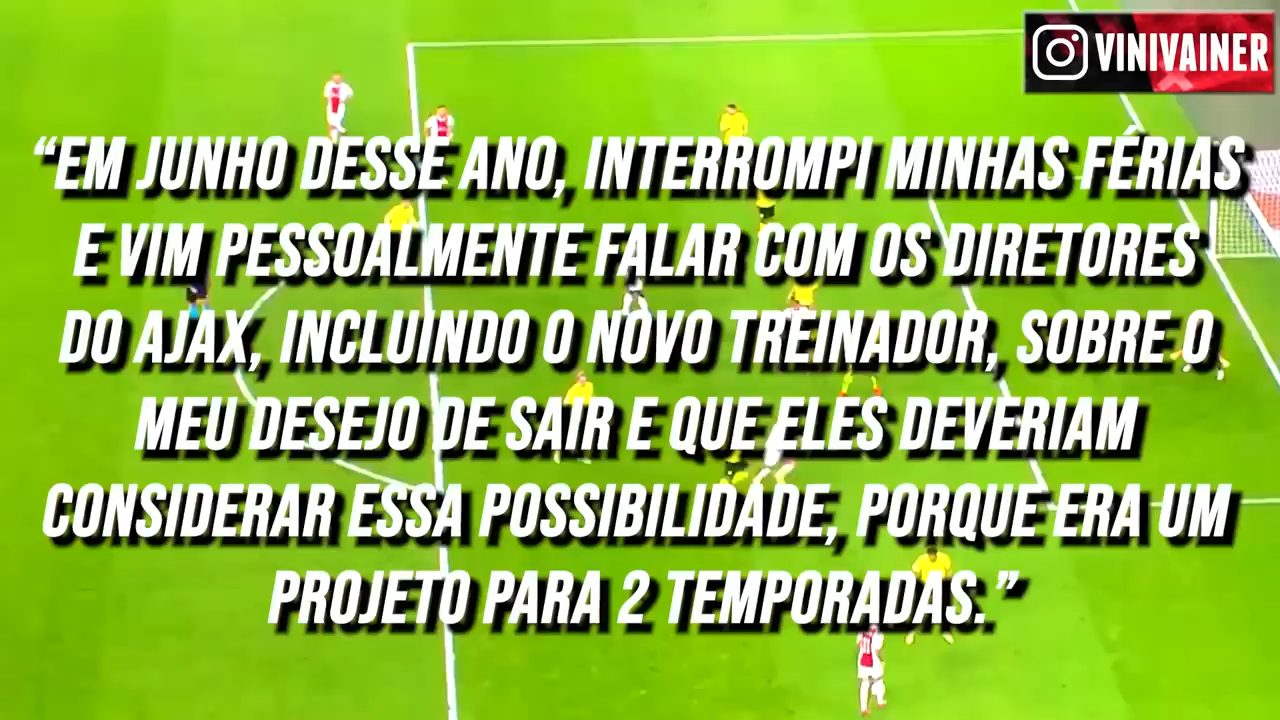 VINIVAINER
“EM JUNHO DESSE ANO, INTERROMPI MINHAS FÉRIAS
E VIM PESSOALMENTE FALAR COM OS DIRETORES
DO AJAX, INCLUINDO O NOVO TREINADOR, SOBRE O
MEU DESEJO DE SAIR E QUE ELES DEVERIAM
CONSIDERAR ESSA POSSIBILIDADE, PORQUE ERA UM
PROJETO PARA 2 TEMPORADAS.”